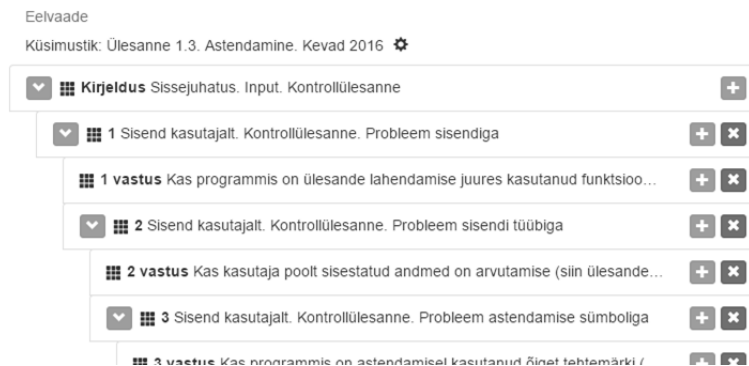 Eelvaade
Küsimustik: Ülesanne 1.3. Astendamine. Kevad 2016
Kirjeldus Sissejuhatus. Input. Kontrollülesanne
1 Sisend kasutajalt. Kontrollülesanne. Probleem sisendiga
1 vastus Kas programmis on ülesande lahendamise juures kasutanud funktsioo...
2 Sisend kasutajalt. Kontrollülesanne. Probleem sisendi tüübiga
2 vastus Kas kasutaja poolt sisestatud andmed on arvutamise (siin ülesande...
3 Sisend kasutajalt. Kontrollülesanne. Probleem astendamise sümboliga
3 vastus Kas programmis on astendamisel kasutanud õiget tehtemärki (